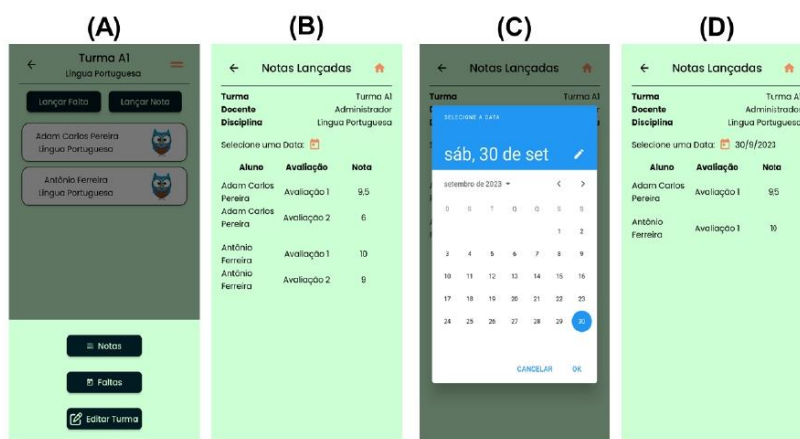 (A)
Turma A1
Língua Portuguesa
Lançar Falta
Lançar Nota
Adam Carlos Pereira
Língua Portuguesa
Antônio Ferreira
Língua Portuguesa
Notas
Faltas
Editar Turma
(B)
Notas Lançadas
Turma Turma A1
Docente Administrador
Disciplina Língua Portuguesa
Selecione uma Data:
Aluno Avaliação Nota
Adam Carlos
Pereira Avaliação 1 9,5
Adam Carlos
Pereira Avaliação 2 6
Antônio
Ferreira Avaliação 1 10
Antônio
Ferreira Avaliação 2 9
(C)
Notas Lançadas
Turma Turma A1
SELECIONE A DATA
sáb, 30 de set
setembro de 2023
D S T Q Q S S
1 2
3 4 5 6 7 8 9
10 11 12 13 14 15 16
17 18 19 20 21 22 23
24 25 26 27 28 29 30
CANCELAR OK
(D)
Notas Lançadas
Turma Turma A1
Docente Administrador
Disciplina Língua Portuguesa
Selecione uma Data: 30/9/2023
Aluno Avaliação Nota
Adam Carlos
Pereira Avaliação 1 9,5
Antônio
Ferreira Avaliação 1 10